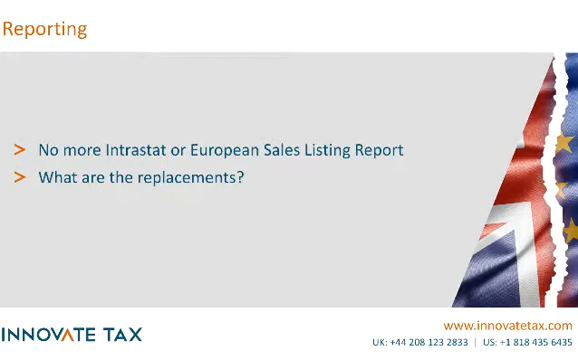 Reporting
> No more Intrastat or European Sales Listing Report
> What are the replacements?
INNOVATE TAX
www.innovatetax.com
UK: +44 208 123 2833 | US: +1 818 435 6435